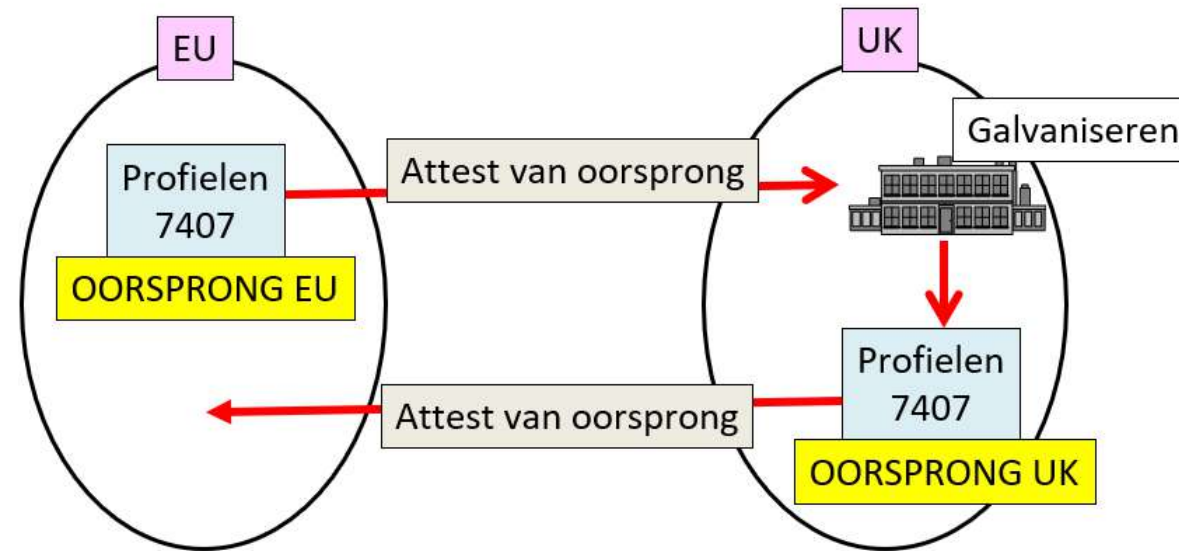 EU
UK
Galvaniseren
Profielen
7407
OORSPRONG EU
Attest van oorsprong
Profielen
7407
OORSPRONG UK
Attest van oorsprong